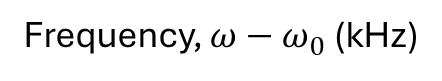 Frequency, ω − ω₀ (kHz)